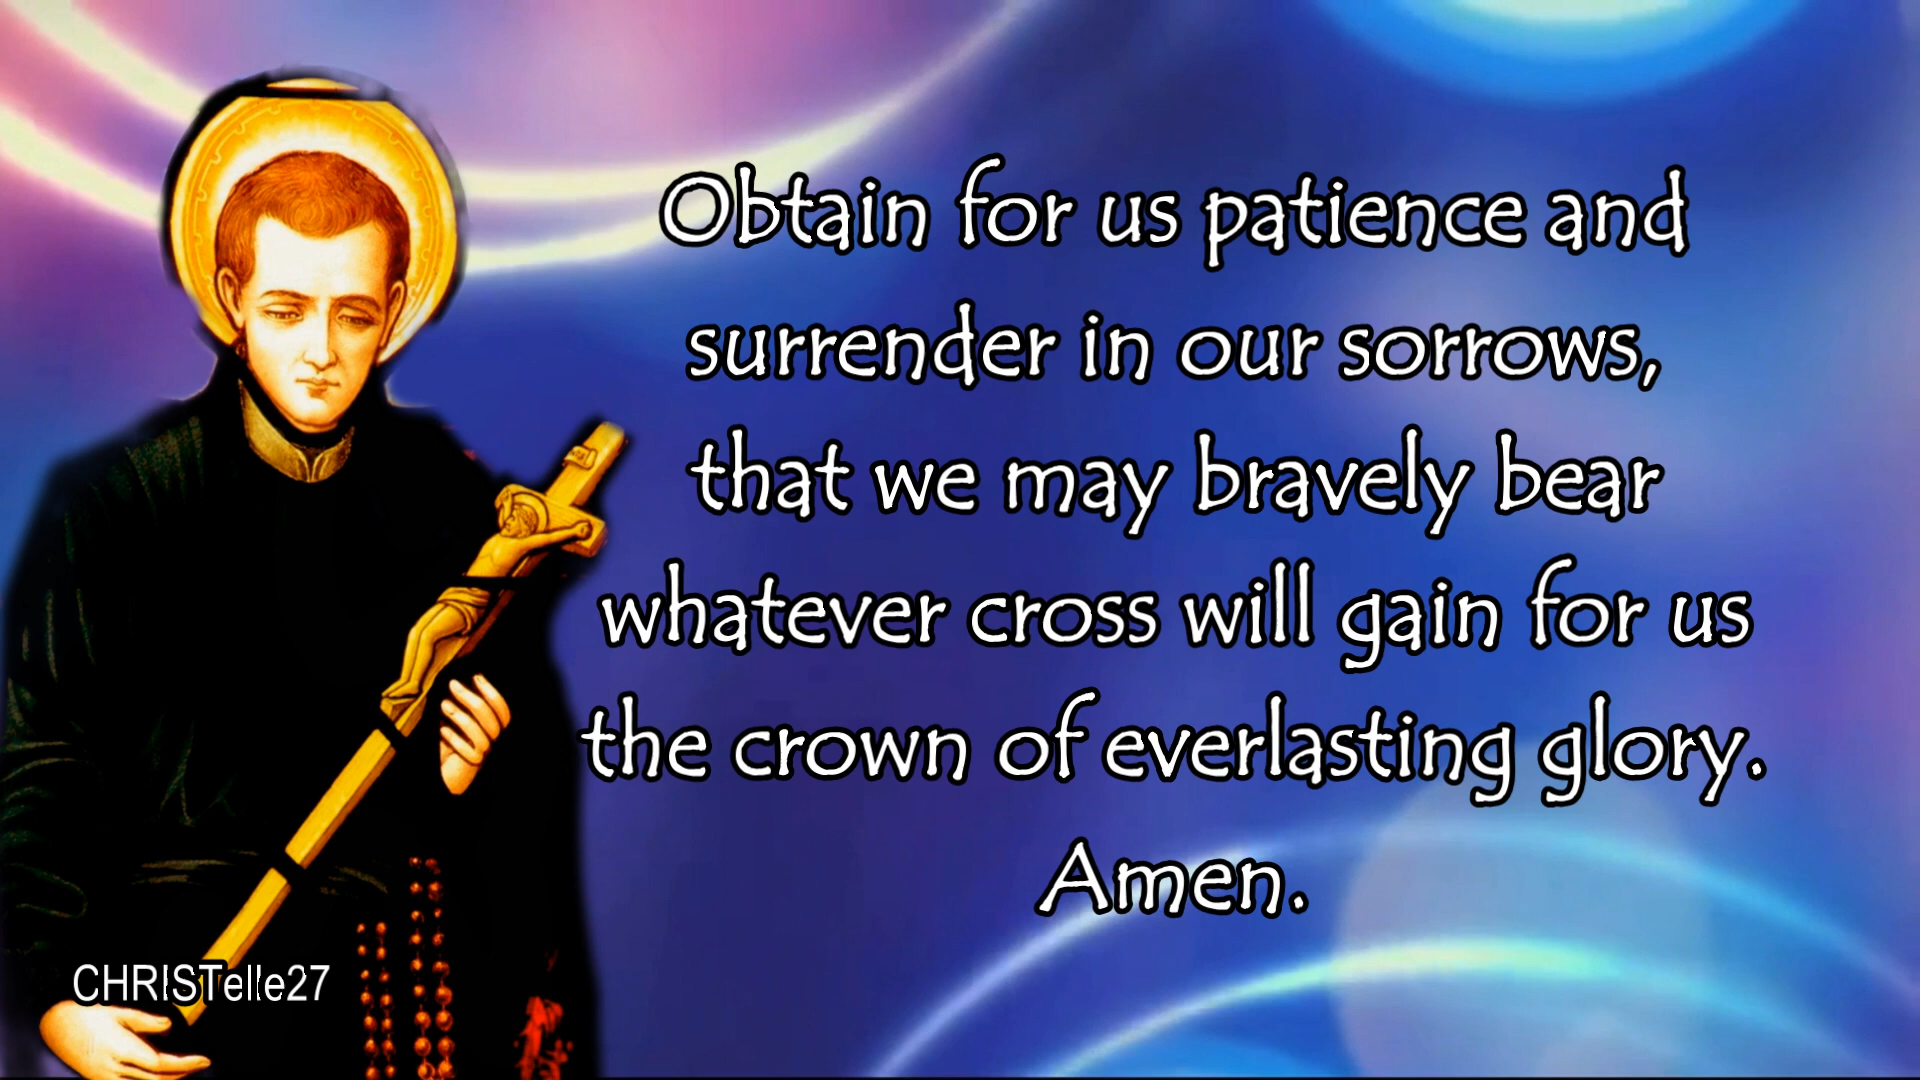 Obtain for us patience and
surrender in our sorrows,
that we may bravely bear
whatever cross will gain for us
the crown of everlasting glory.
Amen.
CHRISTelle27